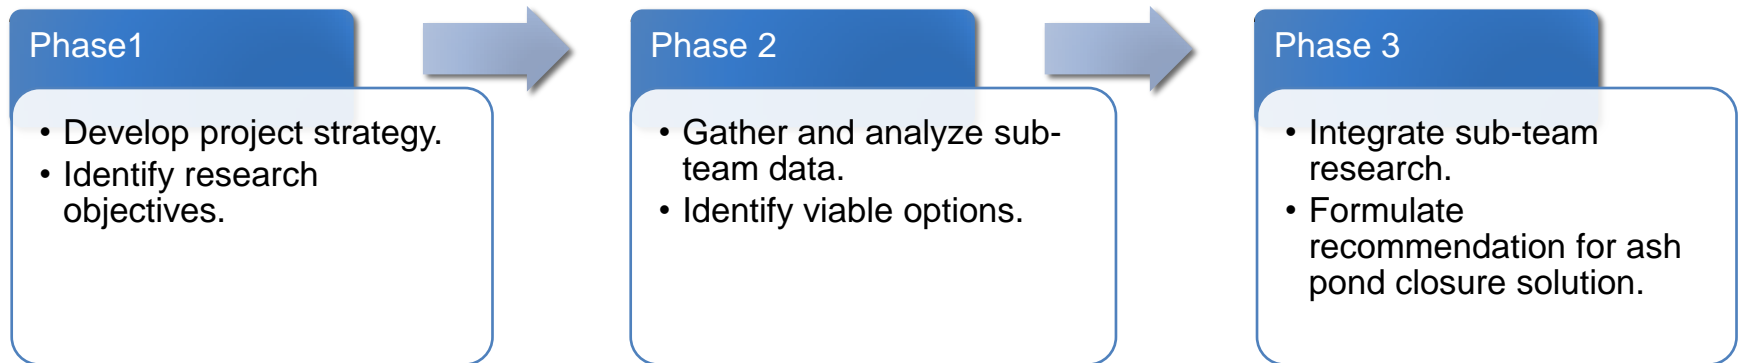 Phase1
• Develop project strategy.
• Identify research
objectives.
Phase 2
• Gather and analyze sub-
team data.
• Identify viable options.
Phase 3
• Integrate sub-team
research.
• Formulate
recommendation for ash
pond closure solution.